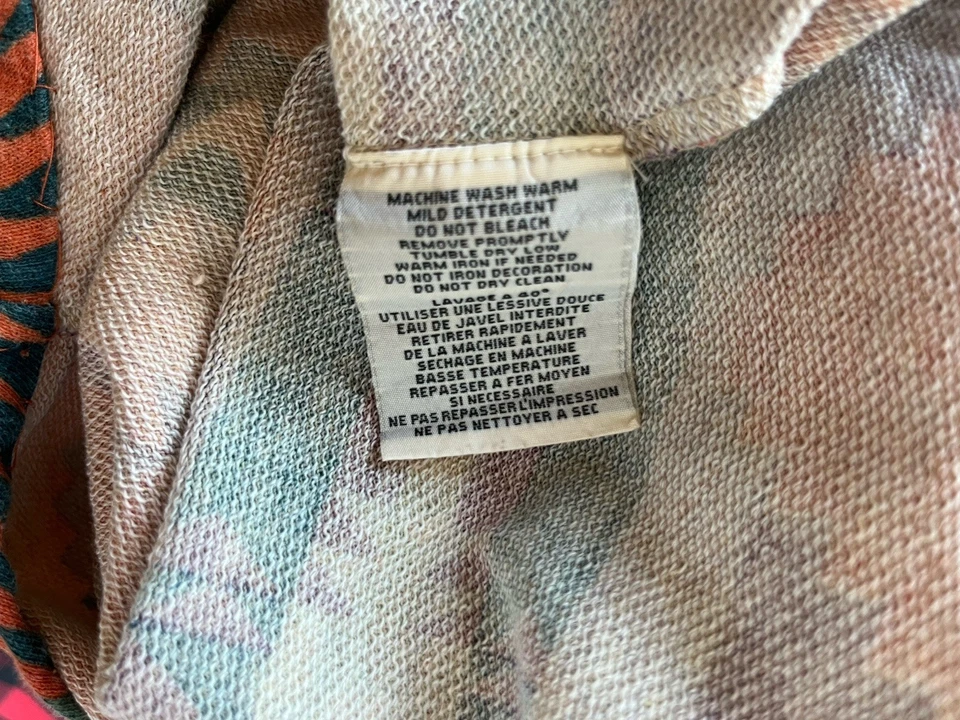 MACHINE WASH WARM
MILD DETERGENT
DO NOT BLEACH
REMOVE PROMPTLY
TUMBLE DRY LOW
WARM IRON IF NEEDED
DO NOT IRON DECORATION
DO NOT DRY CLEAN
LAVAGE A 40°
UTILISER UNE LESSIVE DOUCE
EAU DE JAVEL INTERDITE
RETIRER RAPIDEMENT
DE LA MACHINE A LAVER
SECHAGE EN MACHINE
BASSE TEMPERATURE
REPASSER A FER MOYEN
SI NECESSAIRE
NE PAS REPASSER L'IMPRESSION
NE PAS NETTOYER A SEC